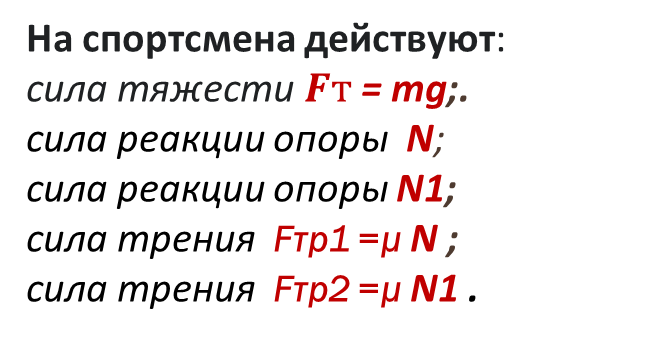 На спортсмена действуют:
сила тяжести Fт = mg;.
сила реакции опоры N;
сила реакции опоры N1;
сила трения Fтр1 =μ N ;
сила трения Fтр2 =μ N1 .